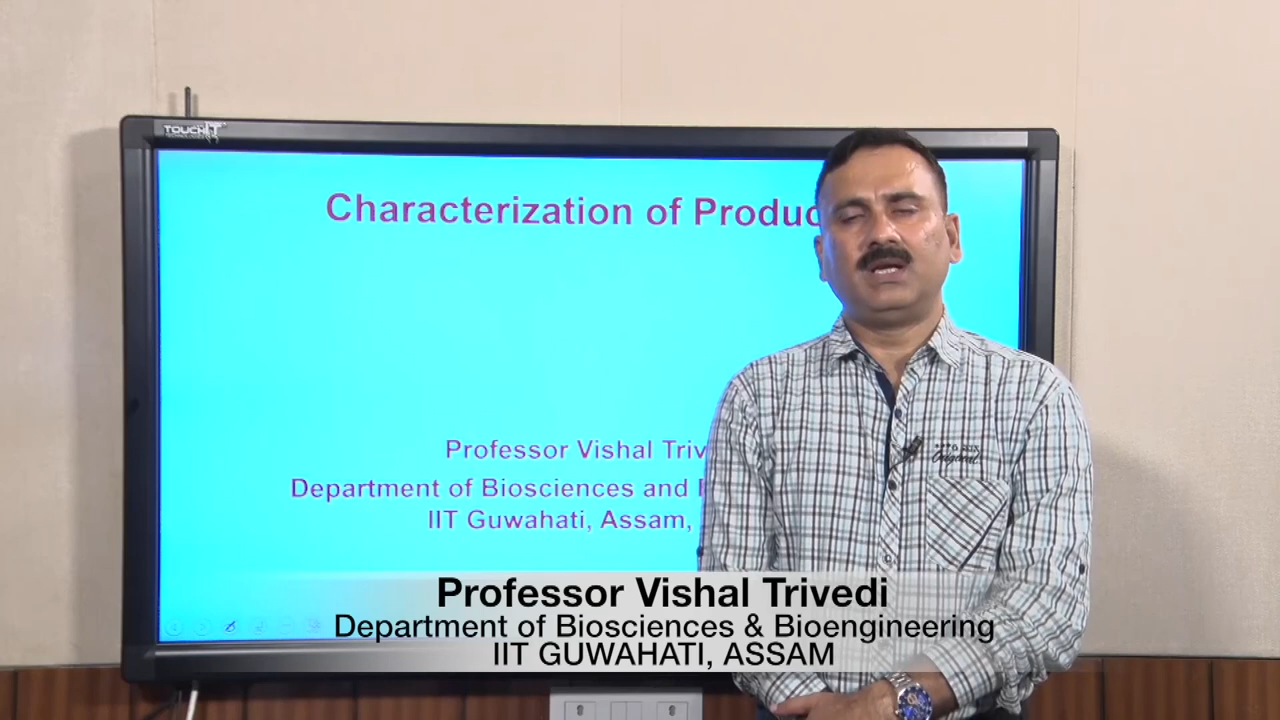 TOUCHIT
Characterization of Produc
Professor Vishal Triv
Department of Biosciences and
IIT Guwahati, Assam,
Original
Professor Vishal Trivedi
Department of Biosciences & Bioengineering
IIT GUWAHATI, ASSAM